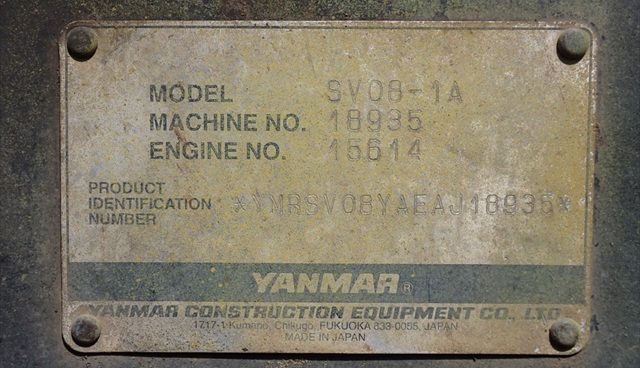 MODEL SV08-1A
MACHINE NO. 18935
ENGINE NO. 15614
PRODUCT
IDENTIFICATION
NUMBER *YMRSV08YAEAJ18935*
YANMAR®
YANMAR CONSTRUCTION EQUIPMENT CO., LTD.
1717-1 Kumano, Chikugo, FUKUOKA 833-0055, JAPAN
MADE IN JAPAN